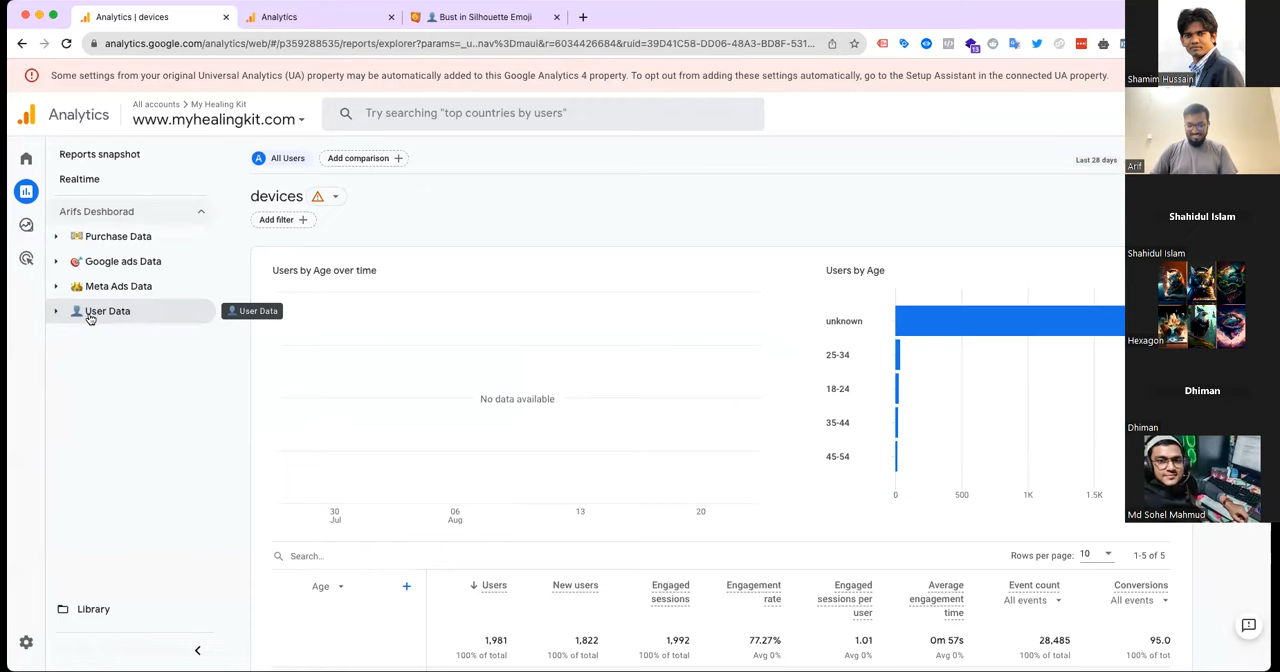 Analytics | devices
Analytics
Bust in Silhouette Emoji
analytics.google.com/analytics/web/#/p359288535/reports/explorer?params=_u..nav%3Dmaui&r=6034426684&ruid=39D41C58-DD06-48A3-BD8F-531...
13
Some settings from your original Universal Analytics (UA) property may be automatically added to this Google Analytics 4 property. To opt out from adding these settings automatically, go to the Setup Assistant in the connected UA property.
Analytics
All accounts > My Healing Kit
www.myhealingkit.com
Try searching "top countries by users"
Reports snapshot
Realtime
Arifs Deshborad
Purchase Data
Google ads Data
Meta Ads Data
User Data
User Data
Library
A All Users
Add comparison +
Last 28 days
devices
Add filter +
Users by Age over time
No data available
30
Jul
06
Aug
13
20
Users by Age
unknown
25-34
18-24
35-44
45-54
0 500 1K 1.5K
Search...
Rows per page: 10 1-5 of 5
Age
+
Users
New users
Engaged sessions
Engagement rate
Engaged sessions per user
Average engagement time
Event count
All events
Conversions
All events
1,981 1,822 1,992 77.27% 1.01 0m 57s 28,485 95.0
100% of total 100% of total 100% of total Avg 0% Avg 0% Avg 0% 100% of total 100% of tot
Shamim Hussain
Arif
Shahidul Islam
Shahidul Islam
Hexagon
Dhiman
Dhiman
Md Sohel Mahmud